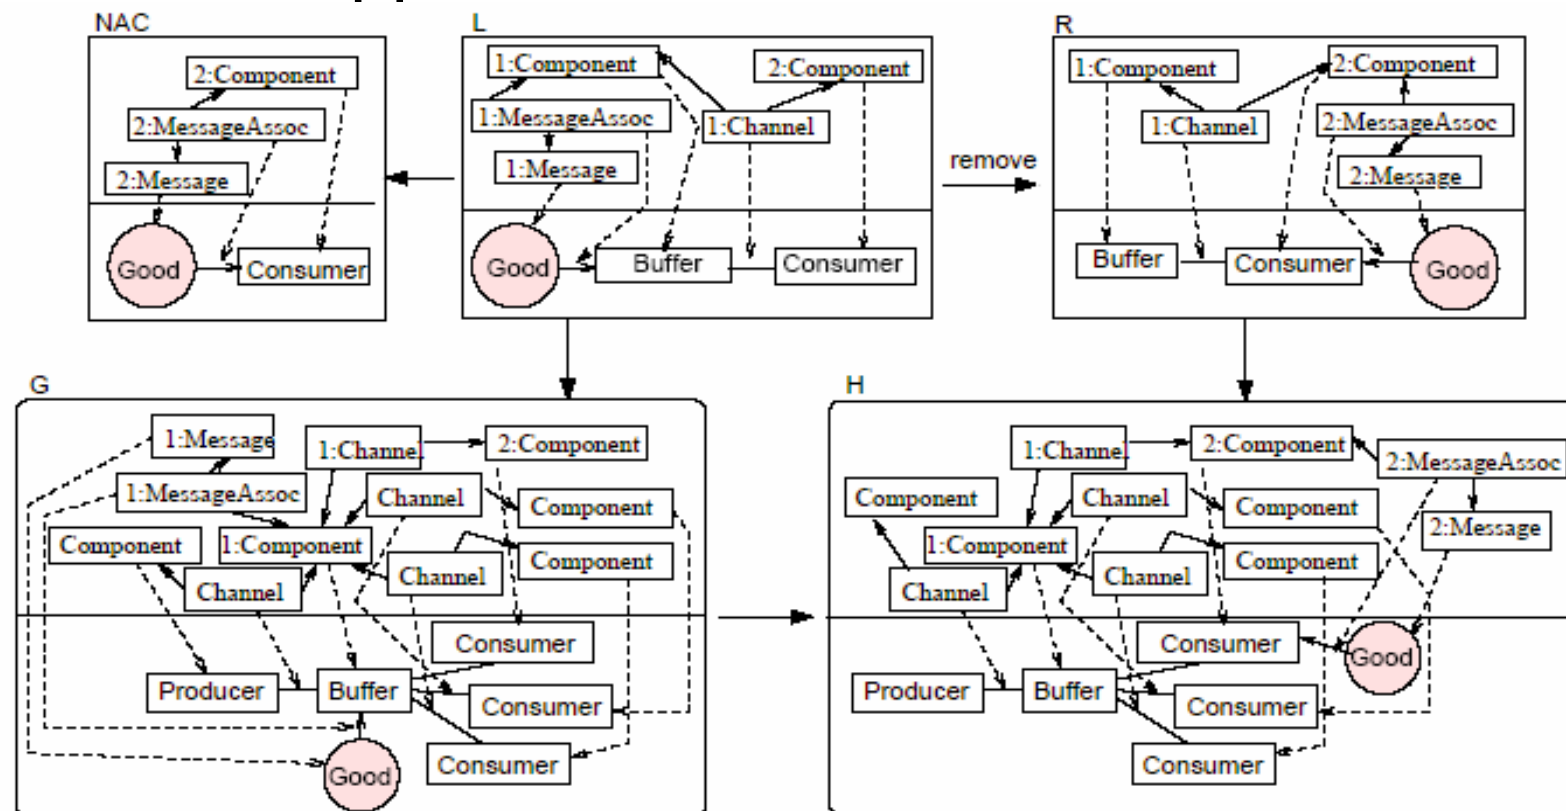 NAC
2:Component
2:MessageAssoc
2:Message
Good
Consumer
L
1:Component
2:Component
1:MessageAssoc
1:Channel
1:Message
Good
Buffer
Consumer
remove
R
1:Component
2:Component
1:Channel
2:MessageAssoc
2:Message
Buffer
Consumer
Good
G
1:Message
1:Channel
2:Component
1:MessageAssoc
Channel
Component
Component
1:Component
Component
Channel
Channel
Consumer
Producer
Buffer
Consumer
Consumer
Good
H
1:Channel
2:Component
2:MessageAssoc
Component
Channel
Component
2:Message
1:Component
Component
Channel
Channel
Consumer
Good
Producer
Buffer
Consumer
Consumer